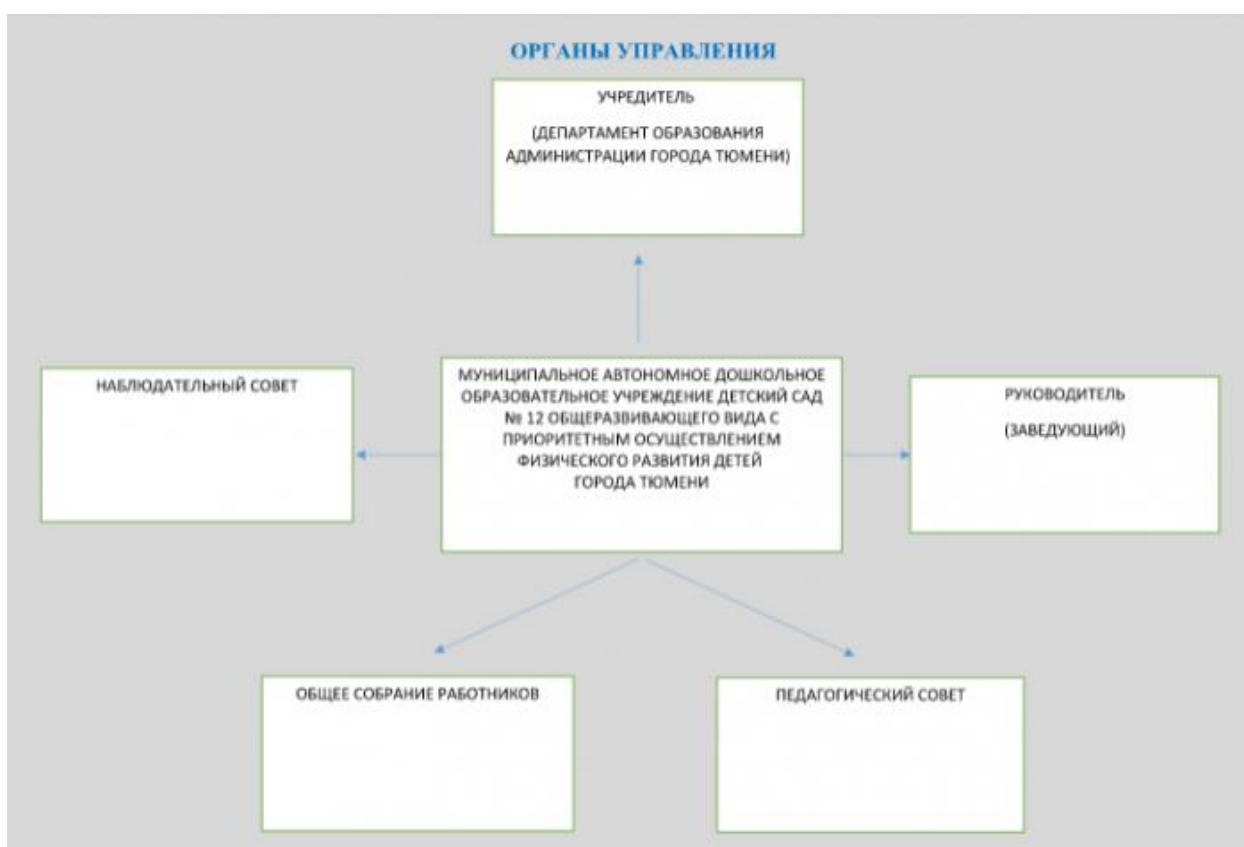 ОРГАНЫ УПРАВЛЕНИЯ
УЧРЕДИТЕЛЬ
(ДЕПАРТАМЕНТ ОБРАЗОВАНИЯ
АДМИНИСТРАЦИИ ГОРОДА ТЮМЕНИ)
НАБЛЮДАТЕЛЬНЫЙ СОВЕТ
МУНИЦИПАЛЬНОЕ АВТОНОМНОЕ ДОШКОЛЬНОЕ
ОБРАЗОВАТЕЛЬНОЕ УЧРЕЖДЕНИЕ ДЕТСКИЙ САД
№ 12 ОБЩЕРАЗВИВАЮЩЕГО ВИДА С
ПРИОРИТЕТНЫМ ОСУЩЕСТВЛЕНИЕМ
ФИЗИЧЕСКОГО РАЗВИТИЯ ДЕТЕЙ
ГОРОДА ТЮМЕНИ
РУКОВОДИТЕЛЬ
(ЗАВЕДУЮЩИЙ)
ОБЩЕЕ СОБРАНИЕ РАБОТНИКОВ
ПЕДАГОГИЧЕСКИЙ СОВЕТ